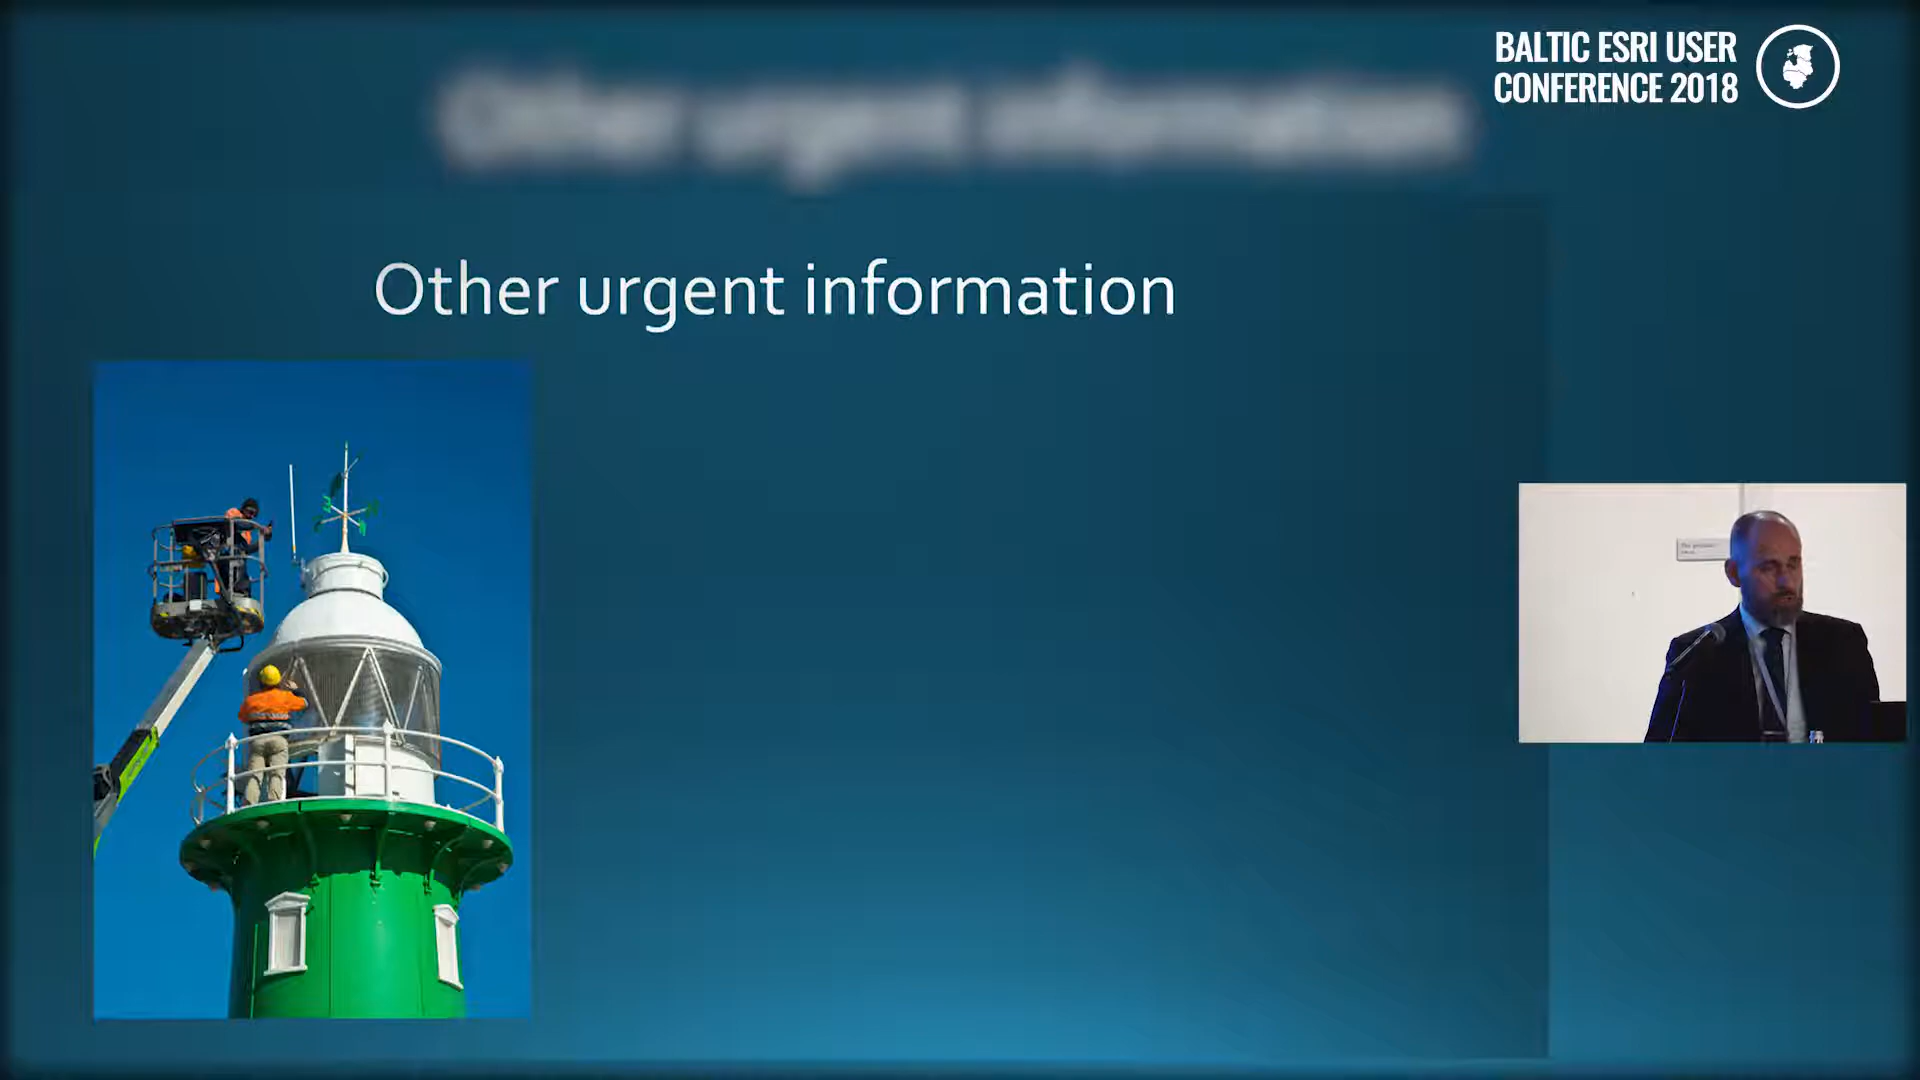 BALTIC ESRI USER
CONFERENCE 2018
Other urgent information
Other urgent information